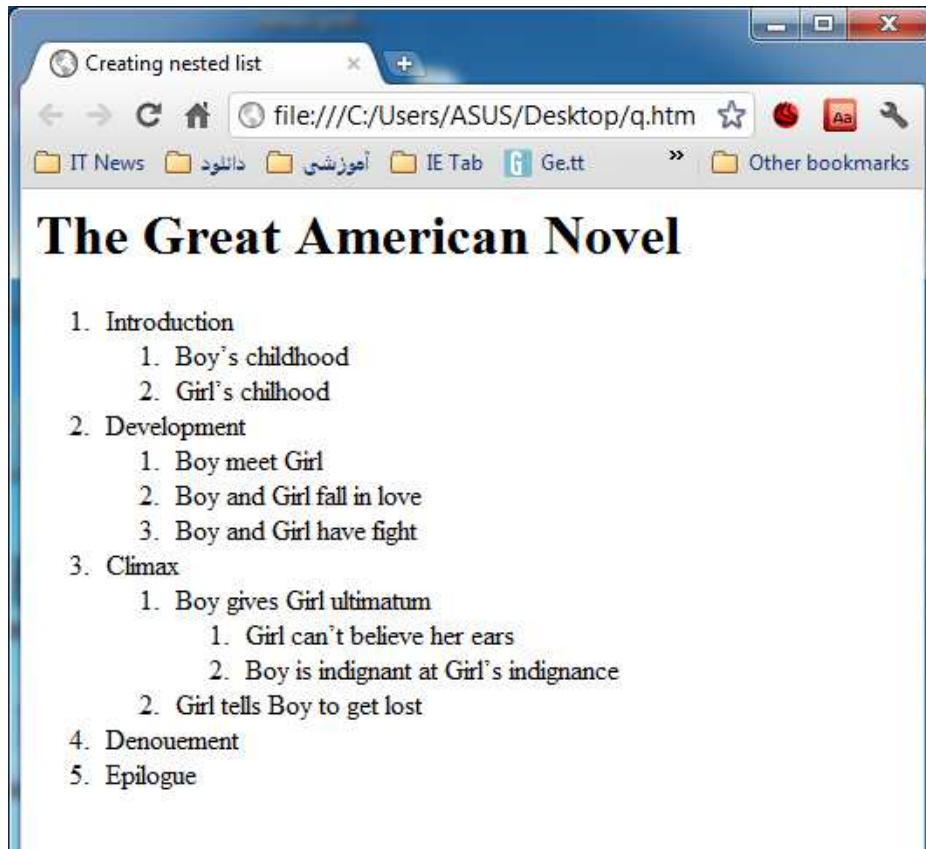 Creating nested list
file:///C:/Users/ASUS/Desktop/q.htm
Aa
IT News دانلود آموزشی IE Tab G Ge.tt » Other bookmarks
The Great American Novel
1. Introduction
1. Boy's childhood
2. Girl's chilhood
2. Development
1. Boy meet Girl
2. Boy and Girl fall in love
3. Boy and Girl have fight
3. Climax
1. Boy gives Girl ultimatum
1. Girl can't believe her ears
2. Boy is indignant at Girl's indignance
2. Girl tells Boy to get lost
4. Denouement
5. Epilogue